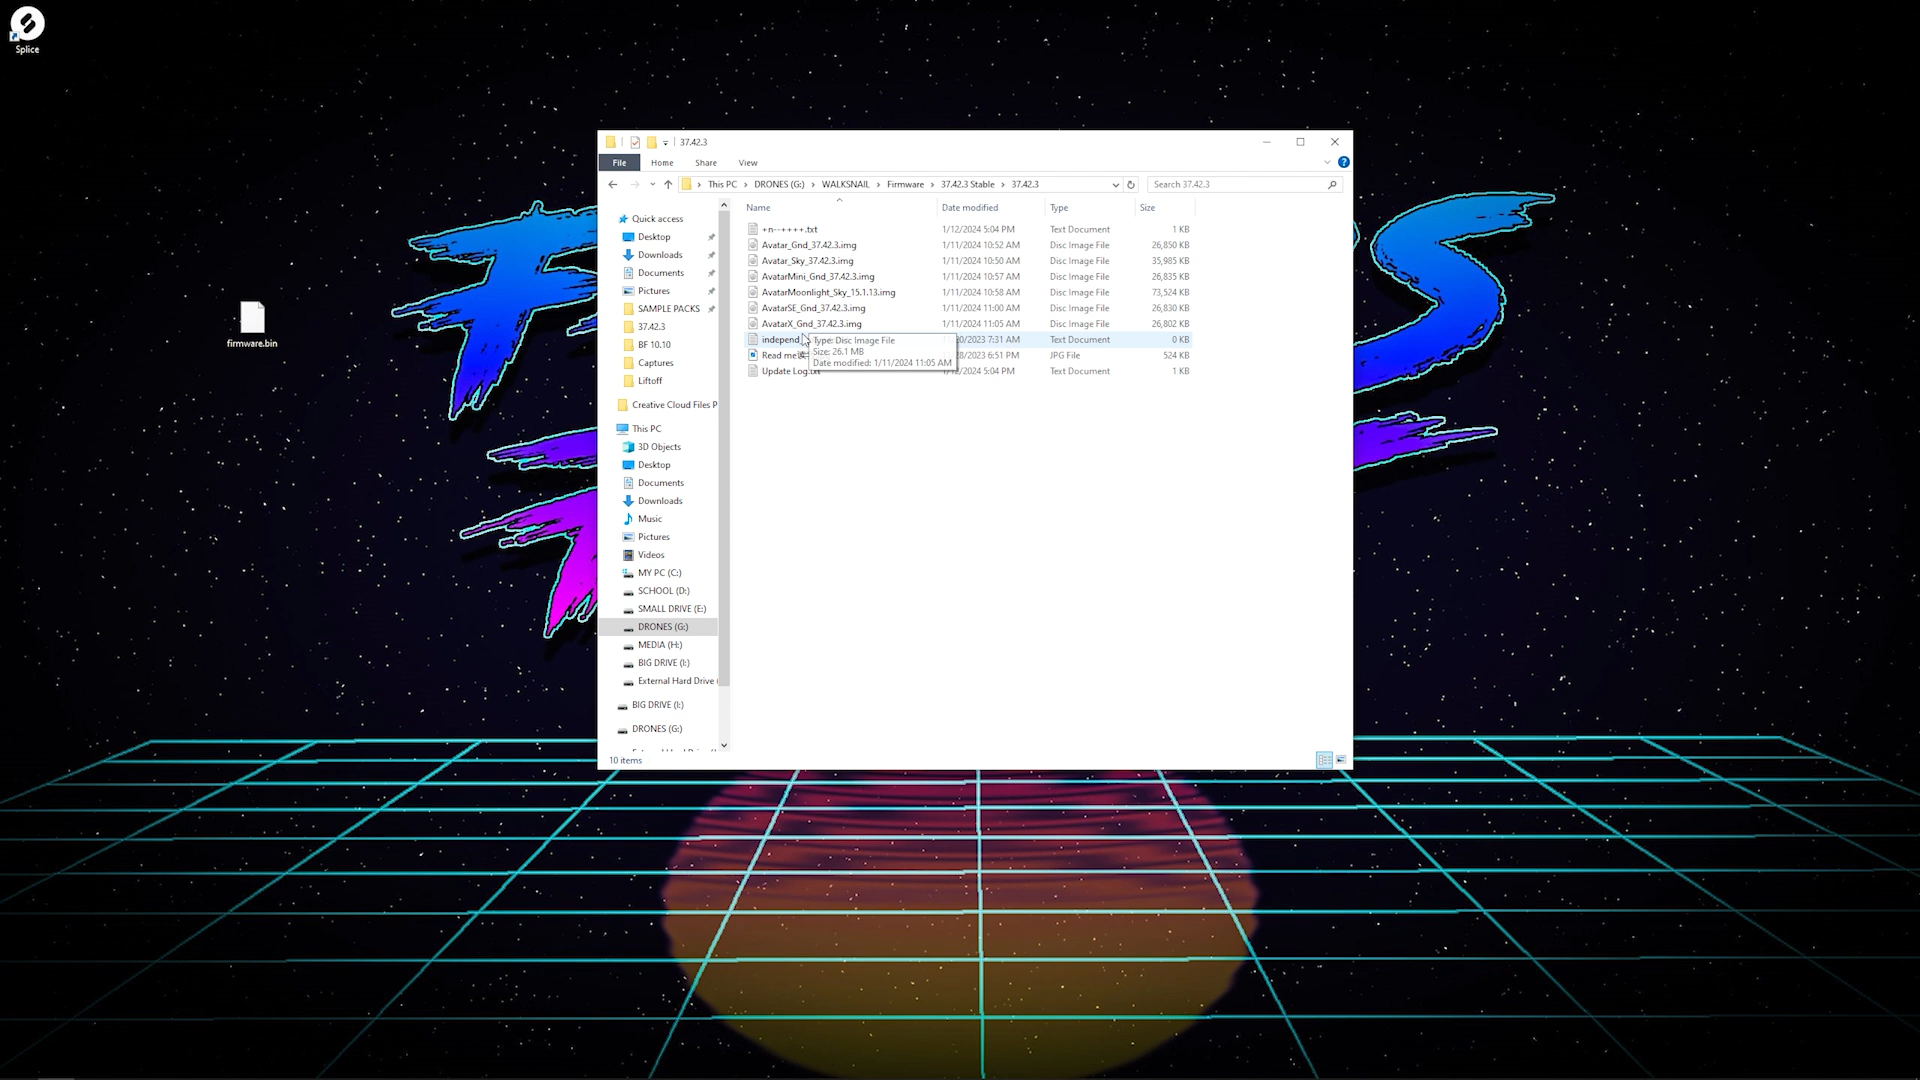 Splice
firmware.bin
37.42.3
File Home Share View
This PC DRONES (G:) WALKSNAIL Firmware 37.42.3 Stable 37.42.3
Search 37.42.3
Quick access
Desktop
Downloads
Documents
Pictures
SAMPLE PACKS
37.42.3
BF 10.10
Captures
Liftoff
Creative Cloud Files P
This PC
3D Objects
Desktop
Documents
Downloads
Music
Pictures
Videos
MY PC (C:)
SCHOOL (D:)
SMALL DRIVE (E:)
DRONES (G:)
MEDIA (H:)
BIG DRIVE (I:)
External Hard Drive
BIG DRIVE (I:)
DRONES (G:)
Name Date modified Type Size
+n--++++.txt 1/12/2024 5:04 PM Text Document 1 KB
Avatar_Gnd_37.42.3.img 1/11/2024 10:52 AM Disc Image File 26,850 KB
Avatar_Sky_37.42.3.img 1/11/2024 10:50 AM Disc Image File 35,985 KB
AvatarMini_Gnd_37.42.3.img 1/11/2024 10:57 AM Disc Image File 26,835 KB
AvatarMoonlight_Sky_15.1.13.img 1/11/2024 10:58 AM Disc Image File 73,524 KB
AvatarSE_Gnd_37.42.3.img 1/11/2024 11:00 AM Disc Image File 26,830 KB
AvatarX_Gnd_37.42.3.img 1/11/2024 11:05 AM Disc Image File 26,802 KB
independ 0/2023 7:31 AM Text Document 0 KB
Read me 8/2023 6:51 PM JPG File 524 KB
Update Log 5:04 PM Text Document 1 KB
Type: Disc Image File
Size: 26.1 MB
Date modified: 1/11/2024 11:05 AM
10 items